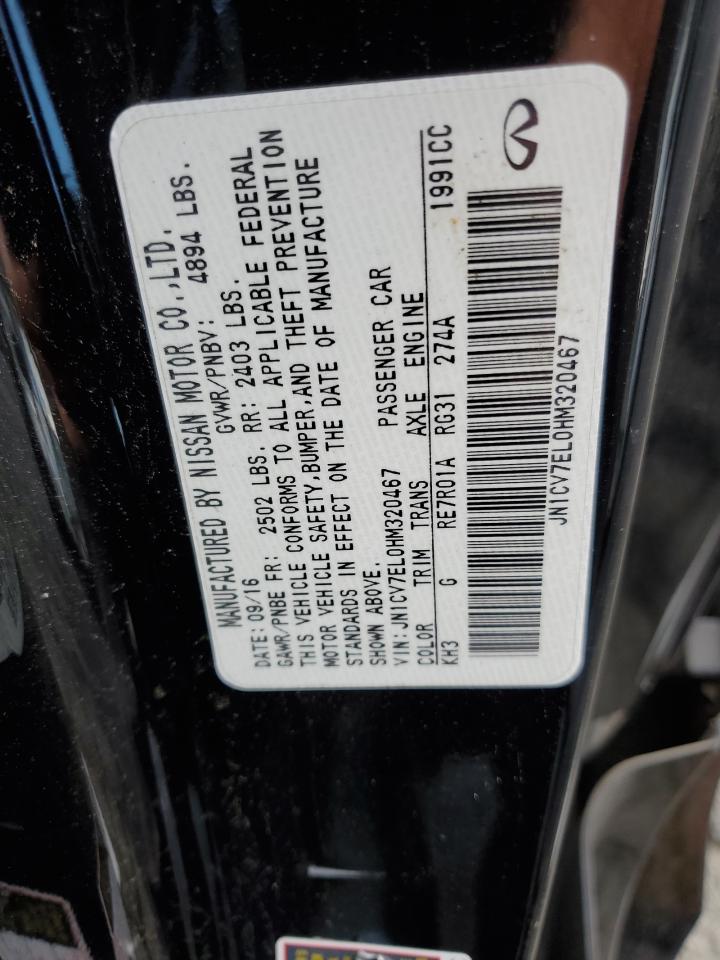 MANUFACTURED BY NISSAN MOTOR CO.,LTD.
DATE: 09/16 GVWR/PNBV: 4894 LBS.
GAWR/PNBE FR: 2502 LBS. RR: 2403 LBS.
THIS VEHICLE CONFORMS TO ALL APPLICABLE FEDERAL
MOTOR VEHICLE SAFETY,BUMPER,AND THEFT PREVENTION
STANDARDS IN EFFECT ON THE DATE OF MANUFACTURE
SHOWN ABOVE.
VIN:JN1CV7EL0HM320467 PASSENGER CAR
COLOR TRIM TRANS AXLE ENGINE
KH3 G RE7R01A RG31 274A 1991CC
JN1CV7EL0HM320467